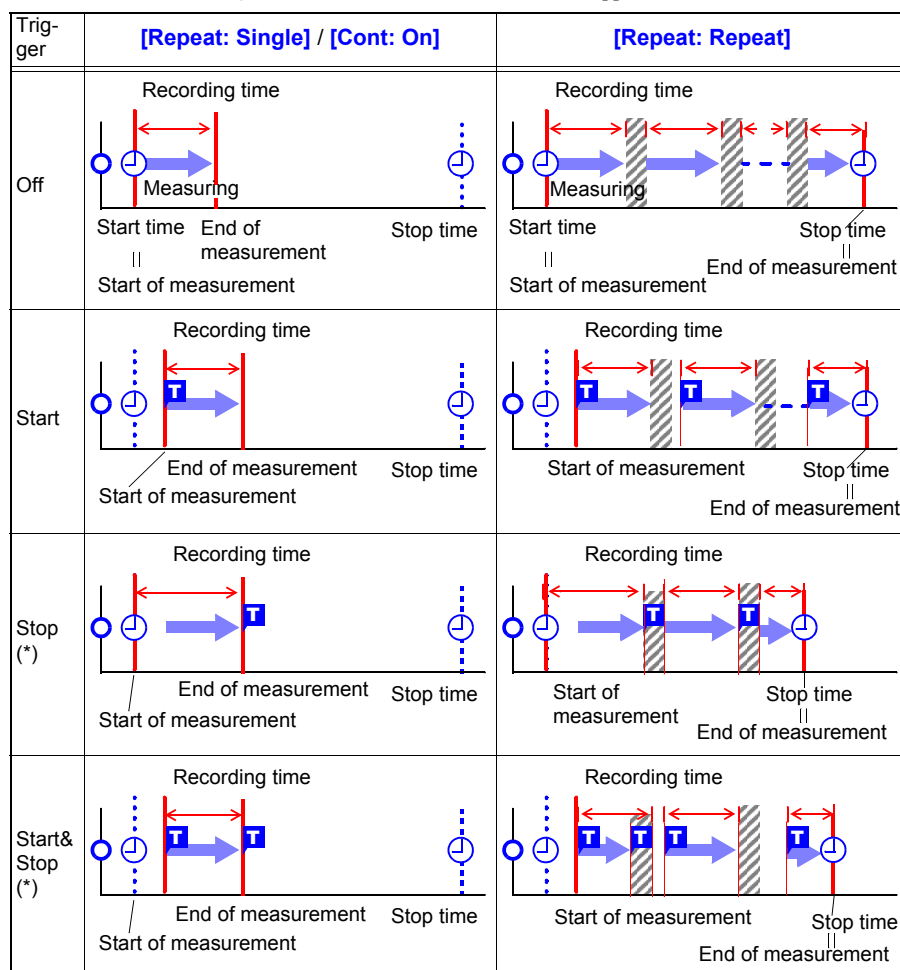 Trig-
ger
[Repeat: Single] / [Cont: On]
[Repeat: Repeat]
Off
Recording time
Measuring
Start time
End of
measurement
Stop time
Start of measurement
Recording time
Measuring
Start time
Stop time
End of measurement
Start of measurement
Start
Recording time
T
End of measurement
Stop time
Start of measurement
Recording time
T T T
Start of measurement
Stop time
End of measurement
Stop
(*)
Recording time
T
End of measurement
Stop time
Start of measurement
Recording time
T T
Start of
measurement
Stop time
End of measurement
Start&
Stop
(*)
Recording time
T T
End of measurement
Stop time
Start of measurement
Recording time
T T T T
Start of measurement
Stop time
End of measurement